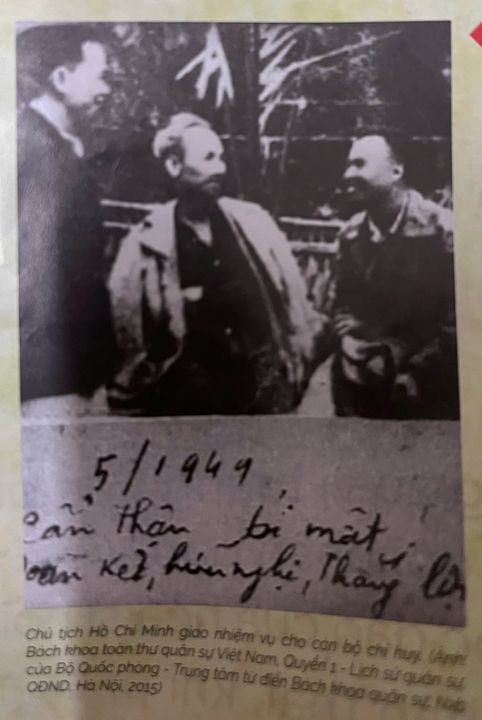 5/1949
Cẩn thận bí mật
đoàn kết, hữu nghị, thắng lợi
Chủ tịch Hồ Chí Minh giao nhiệm vụ cho cán bộ chỉ huy. (Ảnh:
Bách khoa toàn thư quân sự Việt Nam, Quyển 1 - Lịch sử quân sự,
của Bộ Quốc phòng - Trung tâm từ điển Bách khoa quân sự, Nxb
QĐND, Hà Nội, 2015)